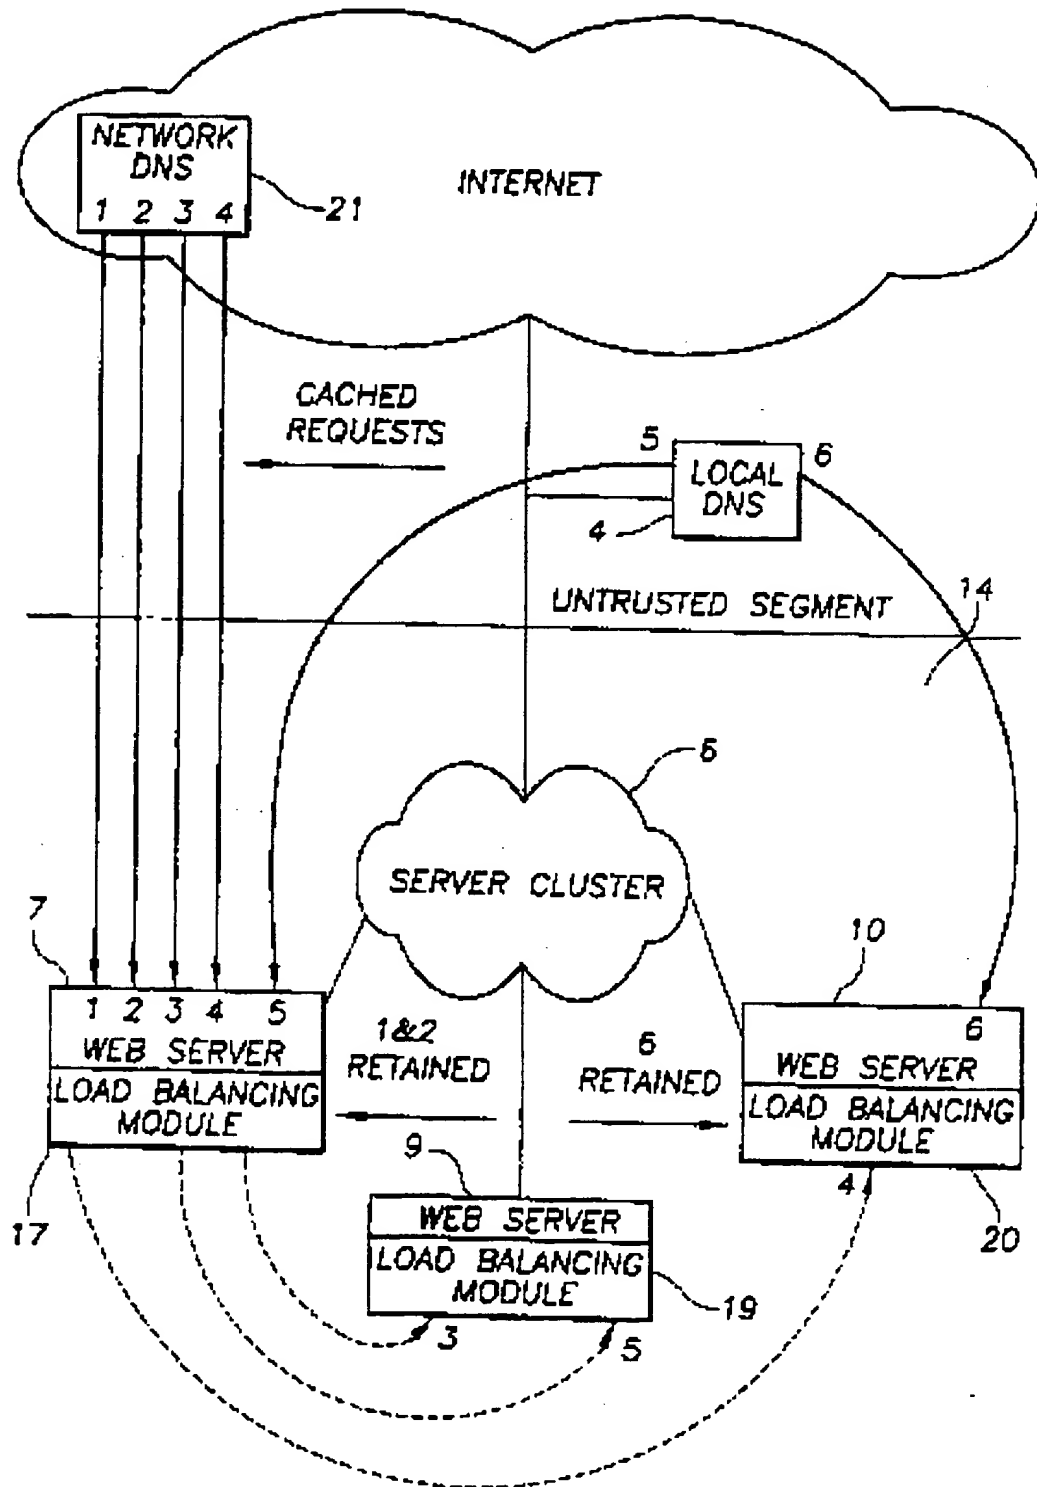 NETWORK
DNS
1 2 3 4
21
INTERNET
CACHED
REQUESTS
5
6
LOCAL
DNS
4
UNTRUSTED SEGMENT
14
6
SERVER CLUSTER
7
10
1 2 3 4 5
WEB SERVER
LOAD BALANCING
MODULE
1&2
RETAINED
6
RETAINED
6
WEB SERVER
LOAD BALANCING
MODULE
9
17
WEB SERVER
LOAD BALANCING
MODULE
4
20
19
3
5